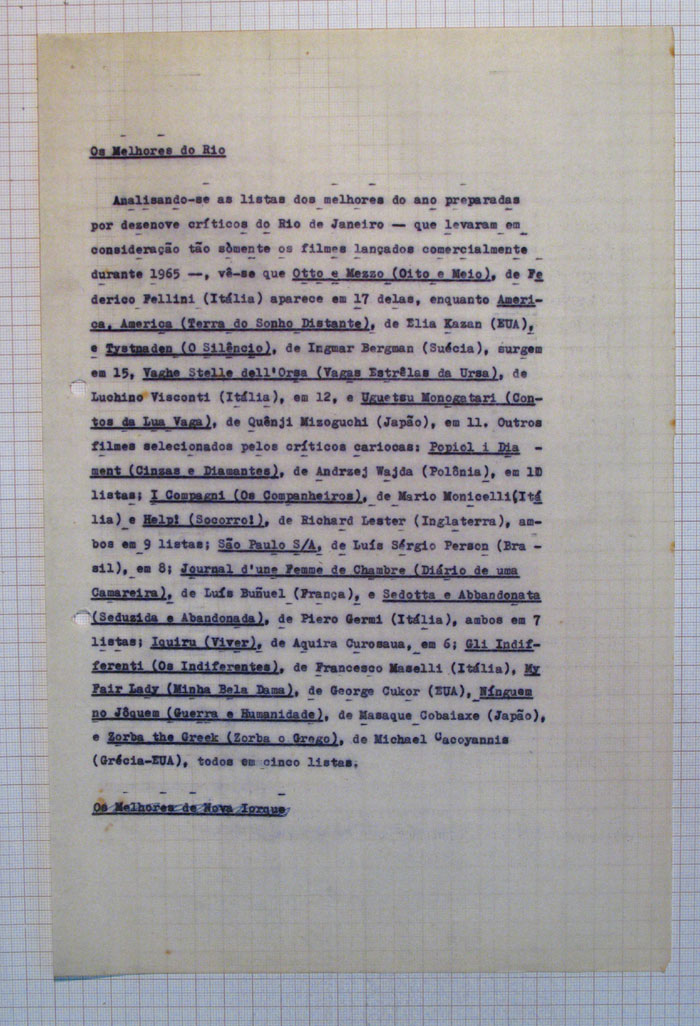 Os Melhores do Rio
Analisando-se as listas dos melhores do ano preparadas
por dezenove críticos do Rio de Janeiro — que levaram em
consideração tão sòmente os filmes lançados comercialmente
durante 1965 —, vê-se que Otto e Mezzo (Oito e Meio), de Fe
derico Fellini (Itália) aparece em 17 delas, enquanto Ameri-
ca, America (Terra do Sonho Distante), de Elia Kazan (EUA),
e Tystnaden (O Silêncio), de Ingmar Bergman (Suécia), surgem
em 15, Vaghe Stelle dell'Orsa (Vagas Estrêlas da Ursa), de
Luchino Visconti (Itália), em 12, e Uguetsu Monogatari (Con-
tos da Lua Vaga), de Quênji Mizoguchi (Japão), em 11. Outros
filmes selecionados pelos críticos cariocas: Popiol i Dia -
ment (Cinzas e Diamantes), de Andrzej Wajda (Polônia), em 10
listas; I Compagni (Os Companheiros), de Mario Monicelli(Itá
lia) e Help! (Socorro!), de Richard Lester (Inglaterra), am-
bos em 9 listas; São Paulo S/A, de Luís Sérgio Person (Bra -
sil), em 8; Journal d'une Femme de Chambre (Diário de uma
Camareira), de Luís Buñuel (França), e Sedotta e Abbandonata
(Seduzida e Abandonada), de Piero Germi (Itália), ambos em 7
listas; Iquiru (Viver), de Aquira Curosaua, em 6; Gli Indif-
ferenti (Os Indiferentes), de Francesco Maselli (Itália), My
Fair Lady (Minha Bela Dama), de George Cukor (EUA), Nínguem
no Jôquem (Guerra e Humanidade), de Masaque Cobaiaxe (Japão),
e Zorba the Greek (Zorba o Grego), de Michael Cacoyannis
(Grécia-EUA), todos em cinco listas.
Os Melhores de Nova Iorque